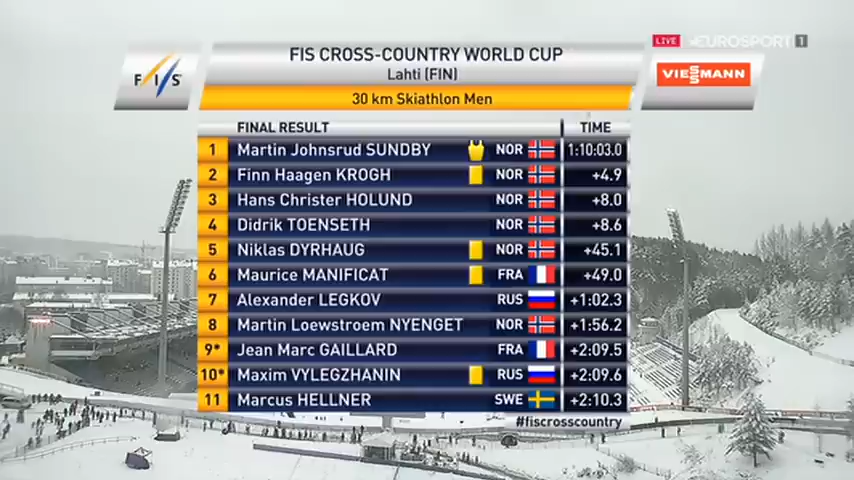 LIVE EUROSPORT 1
FIS
FIS CROSS-COUNTRY WORLD CUP
Lahti (FIN)
VIESSMANN
30 km Skiathlon Men
FINAL RESULT TIME
1 Martin Johnsrud SUNDBY NOR 1:10:03.0
2 Finn Haagen KROGH NOR +4.9
3 Hans Christer HOLUND NOR +8.0
4 Didrik TOENSETH NOR +8.6
5 Niklas DYRHAUG NOR +45.1
6 Maurice MANIFICAT FRA +49.0
7 Alexander LEGKOV RUS +1:02.3
8 Martin Loewstroem NYENGET NOR +1:56.2
9* Jean Marc GAILLARD FRA +2:09.5
10* Maxim VYLEGZHANIN RUS +2:09.6
11 Marcus HELLNER SWE +2:10.3
#fiscrosscountry